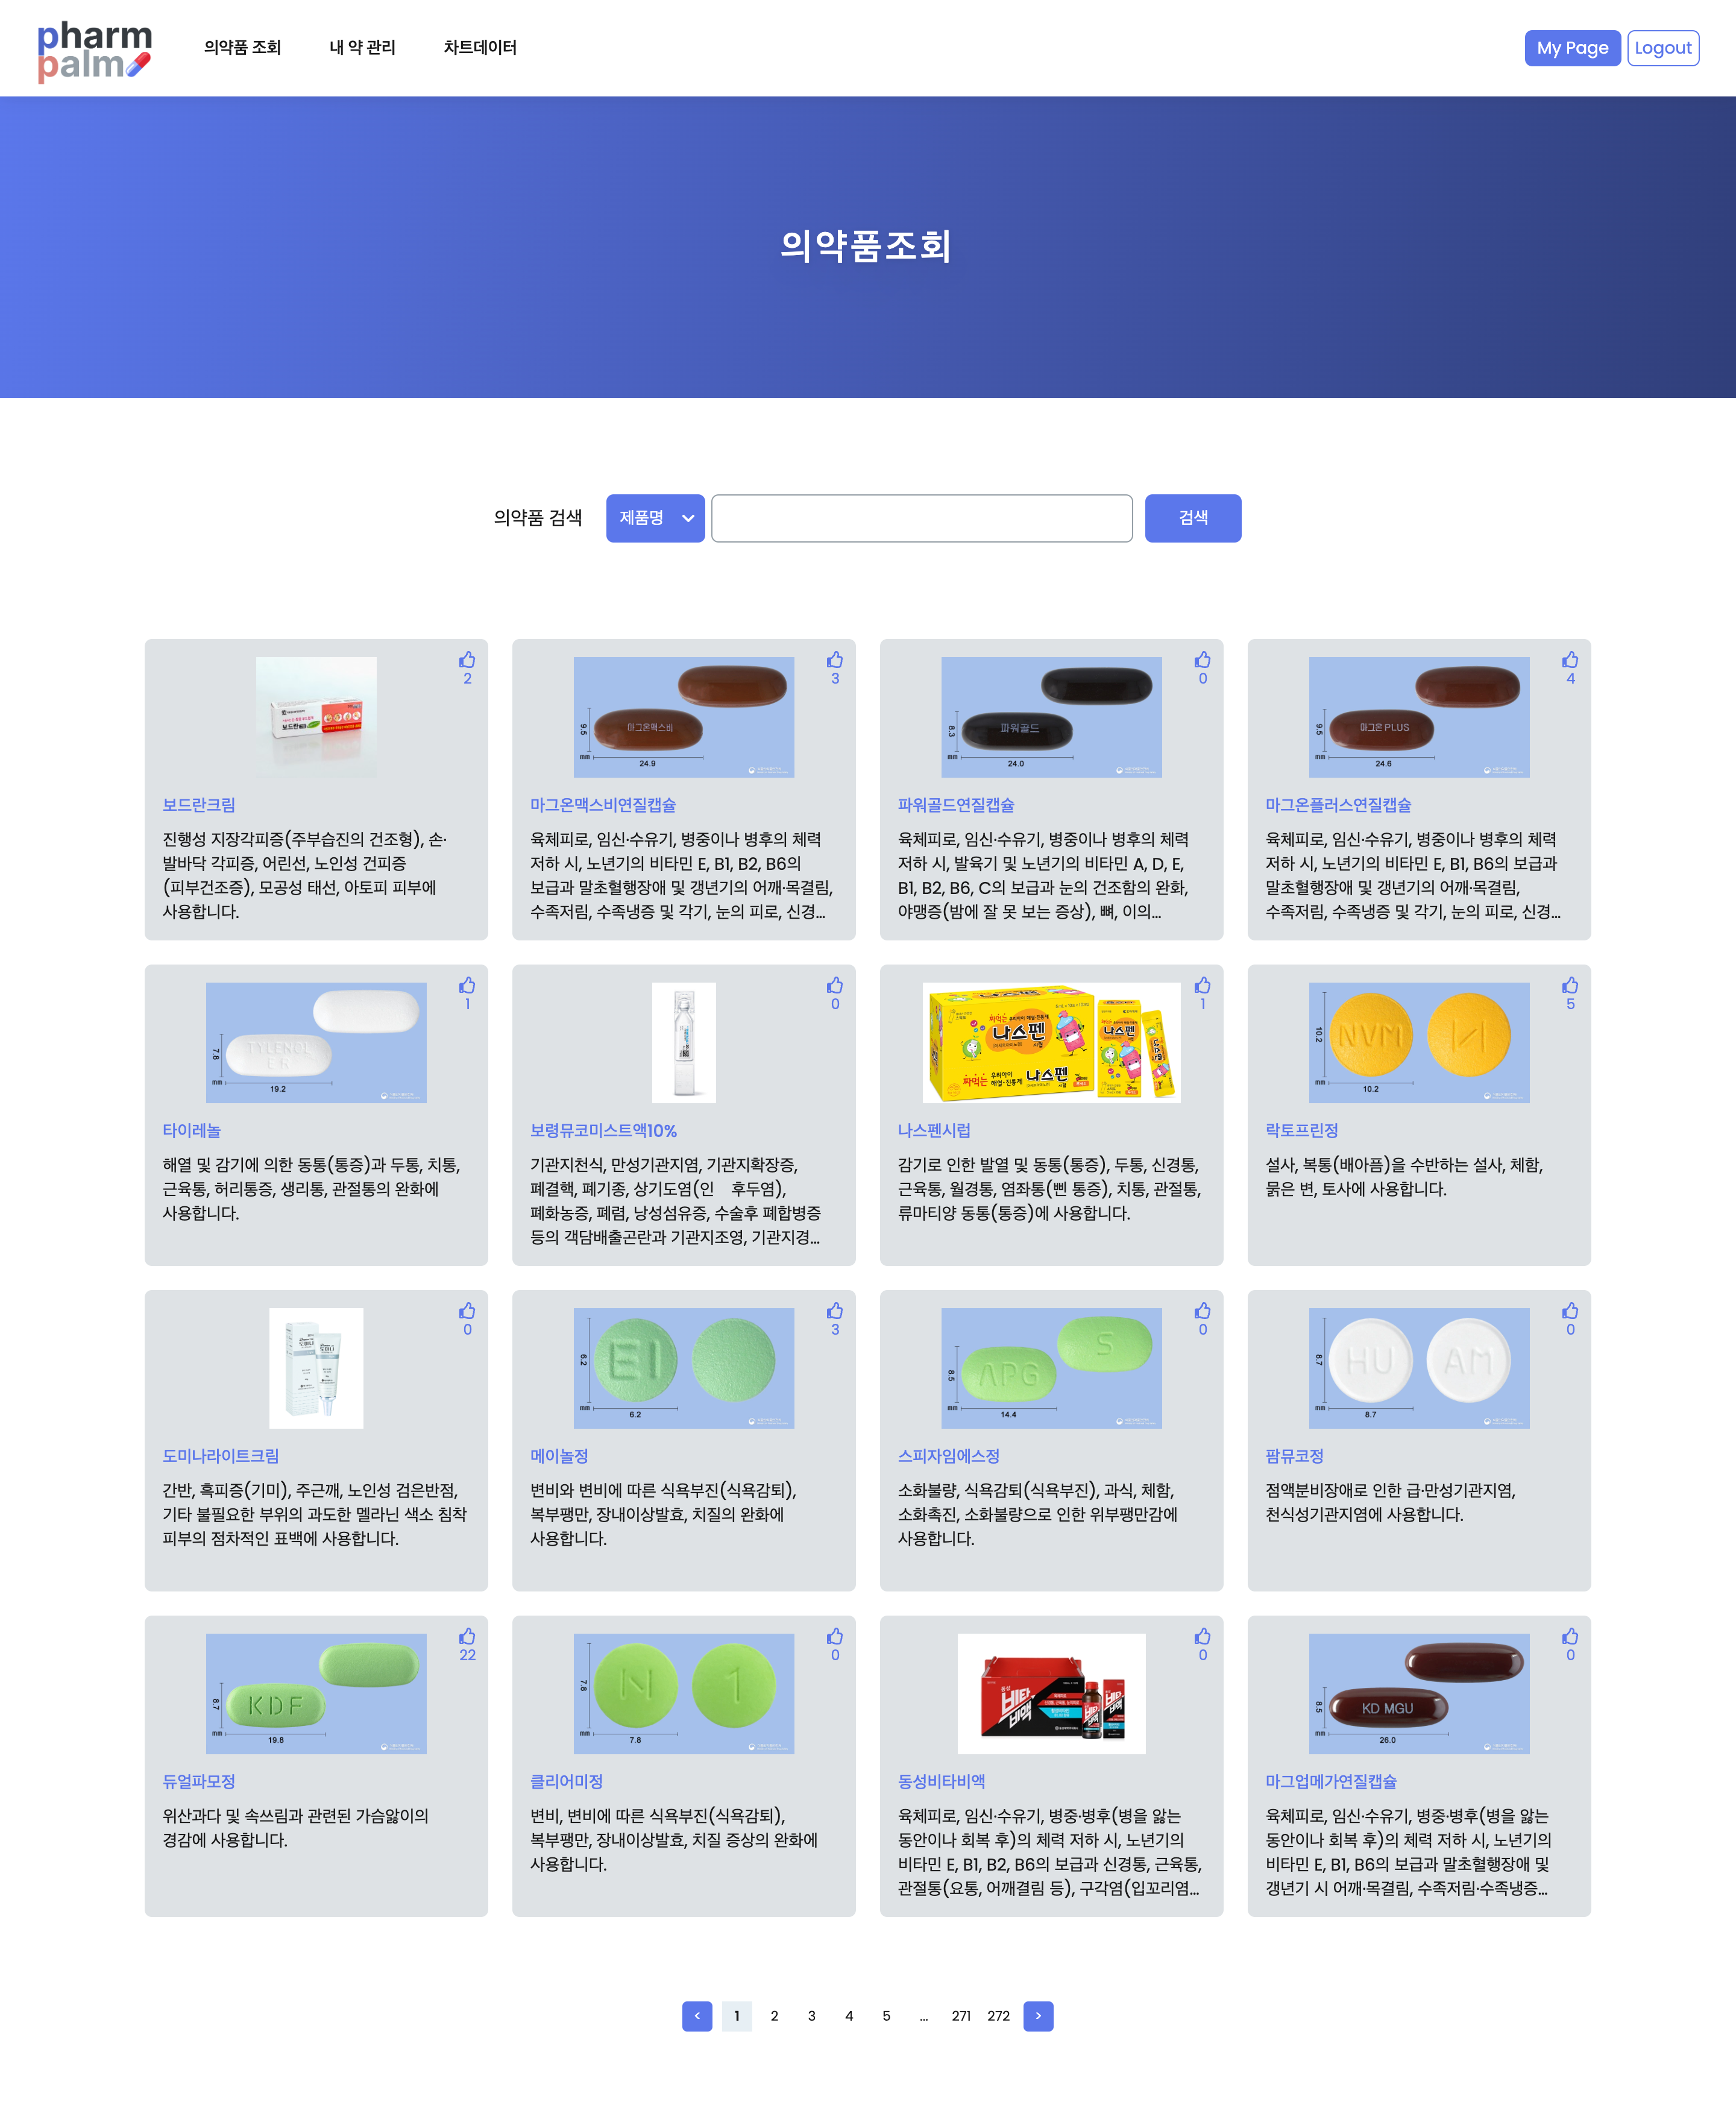 pharm
palm
의약품 조회
내 약 관리
차트데이터
My Page
Logout
의약품조회
의약품 검색
제품명
검색
2
보드란
보드란크림
진행성 지장각피증(주부습진의 건조형), 손·
발바닥 각피증, 어린선, 노인성 건피증
(피부건조증), 모공성 태선, 아토피 피부에
사용합니다.
3
마그온맥스비
9.5
mm
24.9
마그온맥스비연질캡슐
육체피로, 임신·수유기, 병중이나 병후의 체력
저하 시, 노년기의 비타민 E, B1, B2, B6의
보급과 말초혈행장애 및 갱년기의 어깨·목결림,
수족저림, 수족냉증 및 각기, 눈의 피로, 신경...
0
파워골드
8.3
mm
24.0
파워골드연질캡슐
육체피로, 임신·수유기, 병중이나 병후의 체력
저하 시, 발육기 및 노년기의 비타민 A, D, E,
B1, B2, B6, C의 보급과 눈의 건조함의 완화,
야맹증(밤에 잘 못 보는 증상), 뼈, 이의...
4
마그온 PLUS
9.5
mm
24.6
마그온플러스연질캡슐
육체피로, 임신·수유기, 병중이나 병후의 체력
저하 시, 노년기의 비타민 E, B1, B6의 보급과
말초혈행장애 및 갱년기의 어깨·목결림,
수족저림, 수족냉증 및 각기, 눈의 피로, 신경...
1
TYLENOL
ER
7.8
mm
19.2
타이레놀
해열 및 감기에 의한 동통(통증)과 두통, 치통,
근육통, 허리통증, 생리통, 관절통의 완화에
사용합니다.
0
보령뮤코미스트액10%
기관지천식, 만성기관지염, 기관지확장증,
폐결핵, 폐기종, 상기도염(인 후두염),
폐화농증, 폐렴, 낭성섬유증, 수술후 폐합병증
등의 객담배출곤란과 기관지조영, 기관지경...
1
짜먹는 우리아이 해열·진통제
나스펜
시럽
나스펜
짜먹는 우리아이 해열·진통제 나스펜 시럽
나스펜시럽
감기로 인한 발열 및 동통(통증), 두통, 신경통,
근육통, 월경통, 염좌통(삔 통증), 치통, 관절통,
류마티양 동통(통증)에 사용합니다.
5
NVM
10.2
mm
10.2
락토프린정
설사, 복통(배아픔)을 수반하는 설사, 체함,
묽은 변, 토사에 사용합니다.
0
도미나라이트크림
간반, 흑피증(기미), 주근깨, 노인성 검은반점,
기타 불필요한 부위의 과도한 멜라닌 색소 침착
피부의 점차적인 표백에 사용합니다.
3
EI
6.2
mm
6.2
메이놀정
변비와 변비에 따른 식욕부진(식욕감퇴),
복부팽만, 장내이상발효, 치질의 완화에
사용합니다.
0
S
APG
8.5
mm
14.4
스피자임에스정
소화불량, 식욕감퇴(식욕부진), 과식, 체함,
소화촉진, 소화불량으로 인한 위부팽만감에
사용합니다.
0
HU
AM
8.7
mm
8.7
팜뮤코정
점액분비장애로 인한 급·만성기관지염,
천식성기관지염에 사용합니다.
22
KDF
8.7
mm
19.8
듀얼파모정
위산과다 및 속쓰림과 관련된 가슴앓이의
경감에 사용합니다.
0
N
1
7.8
mm
7.8
클리어미정
변비, 변비에 따른 식욕부진(식욕감퇴),
복부팽만, 장내이상발효, 치질 증상의 완화에
사용합니다.
0
비타
비액
동성비타비액
육체피로, 임신·수유기, 병중·병후(병을 앓는
동안이나 회복 후)의 체력 저하 시, 노년기의
비타민 E, B1, B2, B6의 보급과 신경통, 근육통,
관절통(요통, 어깨결림 등), 구각염(입꼬리염...
0
KD MGU
8.5
mm
26.0
마그업메가연질캡슐
육체피로, 임신·수유기, 병중·병후(병을 앓는
동안이나 회복 후)의 체력 저하 시, 노년기의
비타민 E, B1, B6의 보급과 말초혈행장애 및
갱년기 시 어깨·목결림, 수족저림·수족냉증...
< 1 2 3 4 5 ... 271 272 >